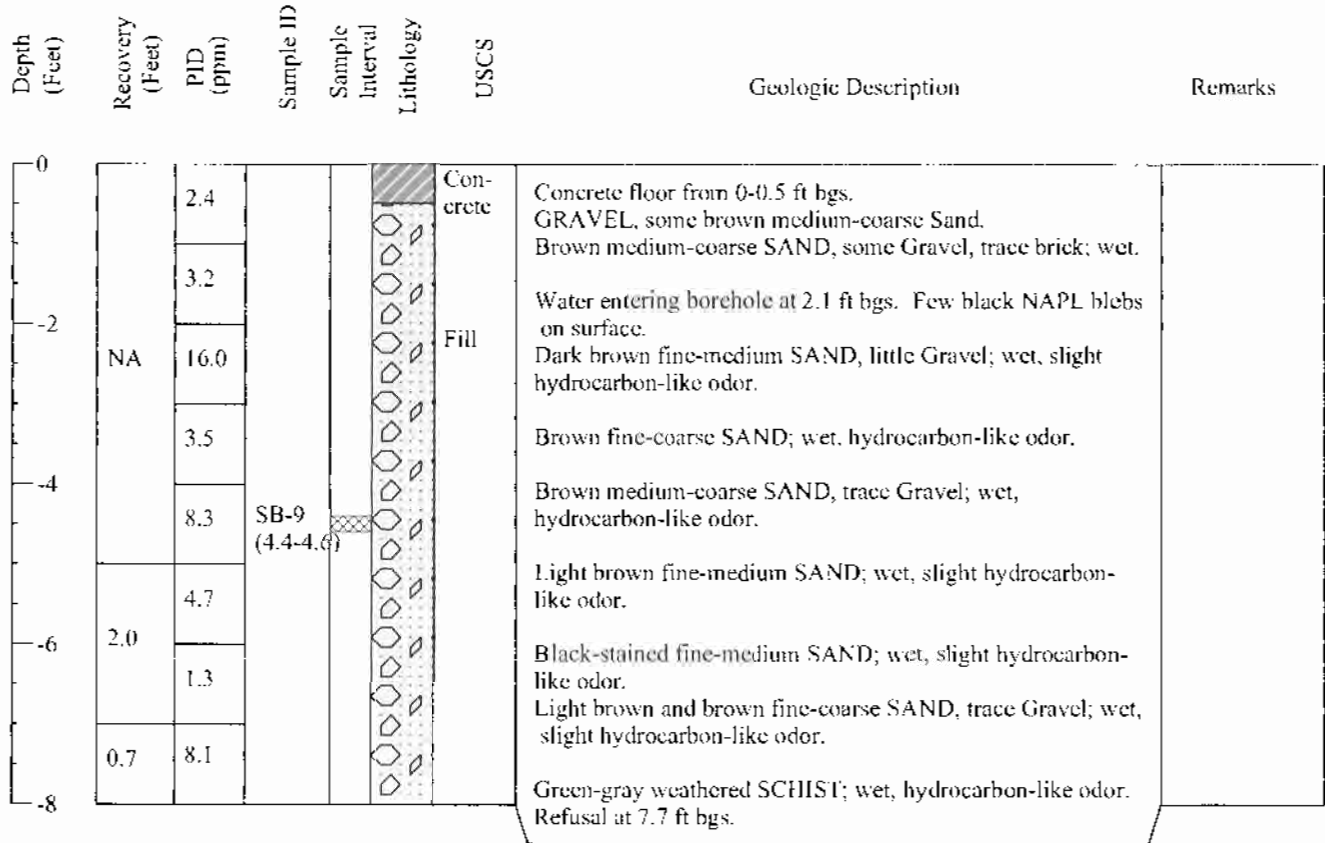 Depth
(Feet)
Recovery
(Feet)
PID
(ppm)
Sample ID
Sample
Interval
Lithology
USCS
Geologic Description
Remarks
0
-2
-4
-6
-8
NA
2.0
0.7
2.4
3.2
16.0
3.5
8.3
4.7
1.3
8.1
SB-9
(4.4-4.6)
Con-
crete
Fill
Concrete floor from 0-0.5 ft bgs.
GRAVEL, some brown medium-coarse Sand.
Brown medium-coarse SAND, some Gravel, trace brick; wet.
Water entering borehole at 2.1 ft bgs. Few black NAPL blebs
on surface.
Dark brown fine-medium SAND, little Gravel; wet, slight
hydrocarbon-like odor.
Brown fine-coarse SAND; wet, hydrocarbon-like odor.
Brown medium-coarse SAND, trace Gravel; wet,
hydrocarbon-like odor.
Light brown fine-medium SAND; wet, slight hydrocarbon-
like odor.
Black-stained fine-medium SAND; wet, slight hydrocarbon-
like odor.
Light brown and brown fine-coarse SAND, trace Gravel; wet,
slight hydrocarbon-like odor.
Green-gray weathered SCHIST; wet, hydrocarbon-like odor.
Refusal at 7.7 ft bgs.